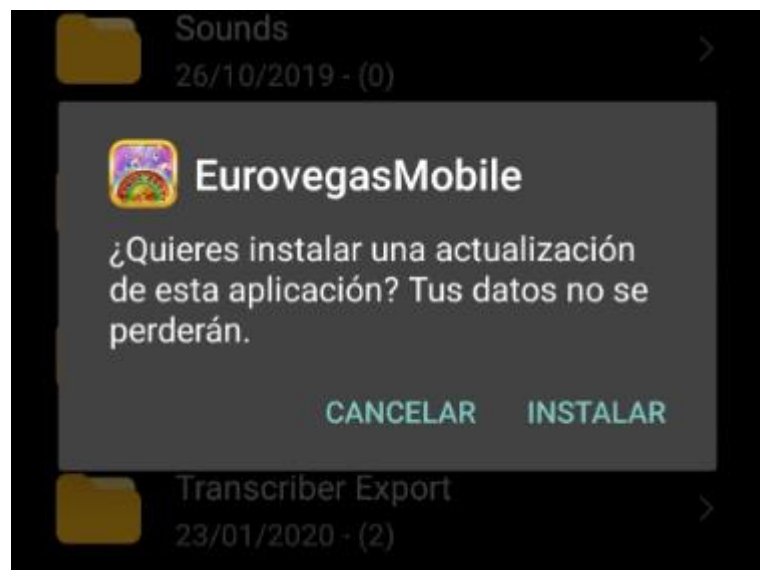 Sounds
26/10/2019 - (0)
EurovegasMobile
¿Quieres instalar una actualización
de esta aplicación? Tus datos no se
perderán.
CANCELAR INSTALAR
Transcriber Export
23/01/2020 - (2)